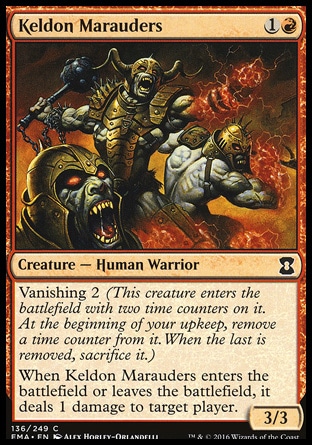 Keldon Marauders 1
Creature — Human Warrior
Vanishing 2 (This creature enters the
battlefield with two time counters on it.
At the beginning of your upkeep, remove
a time counter from it. When the last is
removed, sacrifice it.)
When Keldon Marauders enters the
battlefield or leaves the battlefield, it
deals 1 damage to target player.
3/3
136/249 C
EMA • EN Alex Horley-Orlandelli
™ & © 2016 Wizards of the Coast